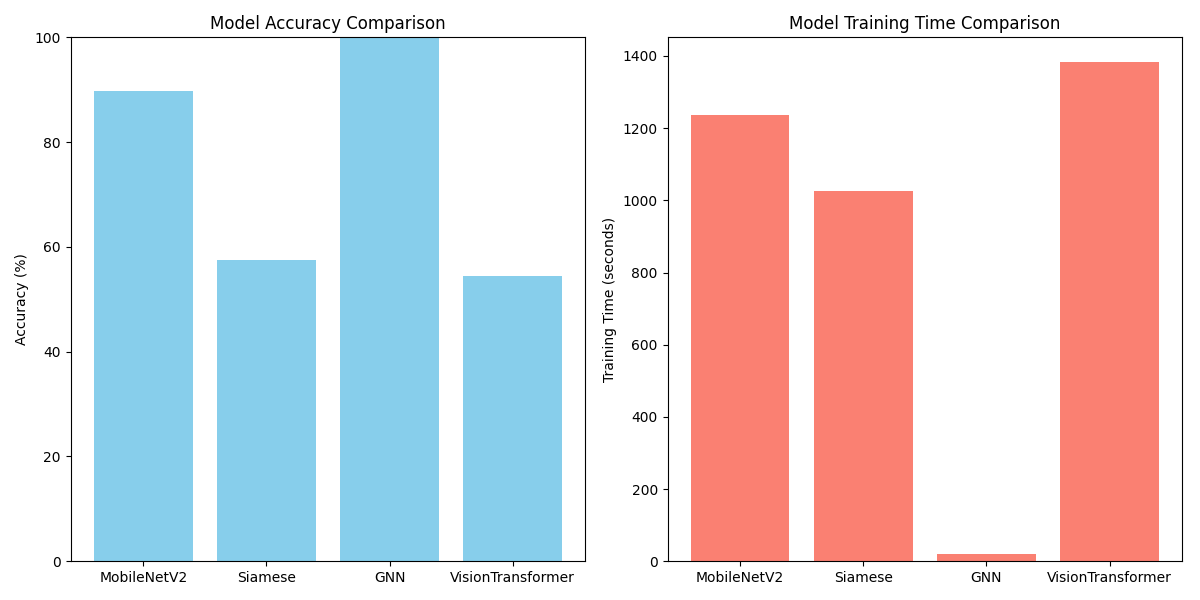 Model Accuracy Comparison
Accuracy (%)
100
80
60
40
20
0
MobileNetV2 Siamese GNN VisionTransformer
Model Training Time Comparison
Training Time (seconds)
1400
1200
1000
800
600
400
200
0
MobileNetV2 Siamese GNN VisionTransformer